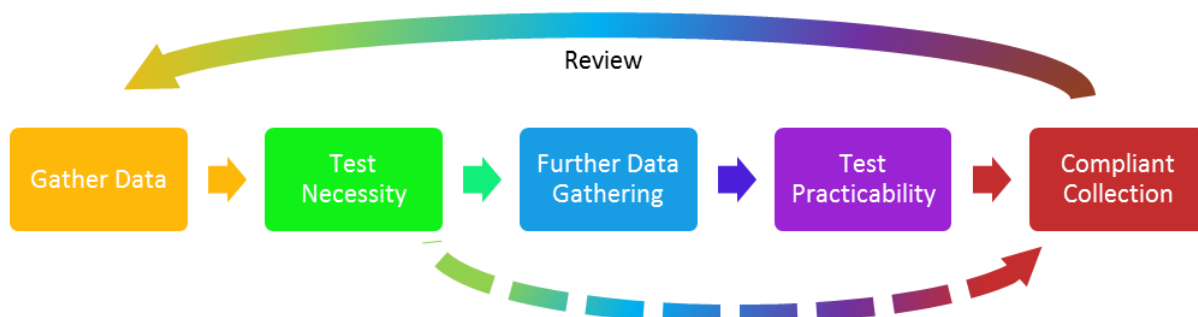 Review
Gather Data
Test
Necessity
Further Data
Gathering
Test
Practicability
Compliant
Collection